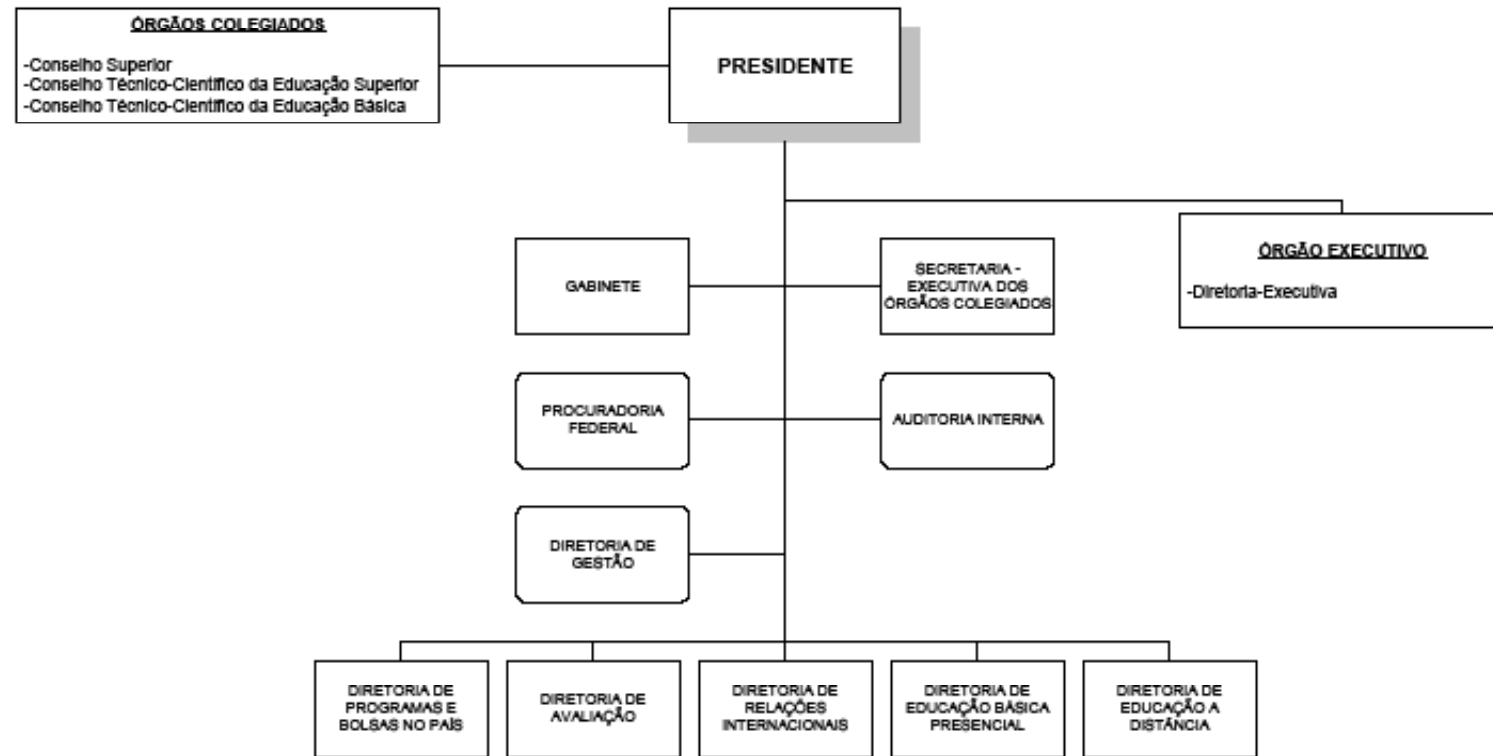 ÓRGÃOS COLEGIADOS
-Conselho Superior
-Conselho Técnico-Científico da Educação Superior
-Conselho Técnico-Científico da Educação Básica
PRESIDENTE
ÓRGÃO EXECUTIVO
-Diretoria-Executiva
GABINETE
SECRETARIA -
EXECUTIVA DOS
ÓRGÃOS COLEGIADOS
PROCURADORIA
FEDERAL
AUDITORIA INTERNA
DIRETORIA DE
GESTÃO
DIRETORIA DE
PROGRAMAS E
BOLSAS NO PAÍS
DIRETORIA DE
AVALIAÇÃO
DIRETORIA DE
RELAÇÕES
INTERNACIONAIS
DIRETORIA DE
EDUCAÇÃO BÁSICA
PRESENCIAL
DIRETORIA DE
EDUCAÇÃO A
DISTÂNCIA